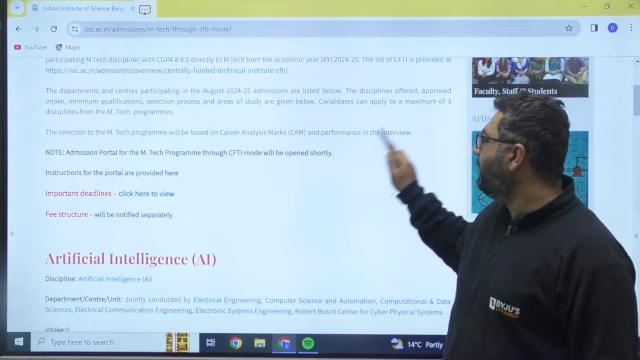 Indian Institute of Science Bang
iisc.ac.in/admissions/m-tech-through-cfti-mode/
YouTube
Maps
participating M.Tech discipline) with CGPA ≥ 8.0 directly to M.Tech from the academic year (AY) 2024-25. The list of CFTI is provided at
https://iisc.ac.in/admissions/overview/centrally-funded-technical-institute-cfti/
The departments and centres participating in the August 2024-25 admissions are listed below. The disciplines offered, approved
intake, minimum qualifications, selection process and areas of study are given below. Candidates can apply to a maximum of 3
disciplines from the M.Tech. programmes.
The selection to the M. Tech programme will be based on Career Analysis Marks (CAM) and performance in the interview.
NOTE: Admission Portal for the M. Tech Programme through CFTI mode will be opened shortly.
Instructions for the portal are provided here
Important deadlines – click here to view
Fee structure – will be notified separately
Artificial Intelligence (AI)
Discipline: Artificial Intelligence (AI)
Department/Centre/Unit: Jointly conducted by Electrical Engineering, Computer Science and Automation, Computational & Data
Sciences, Electrical Communication Engineering, Electronic Systems Engineering, Robert Bosch Center for Cyber Physical Systems.
Faculty, Staff & Students
BYJU'S
Type here to search
14°C Partly